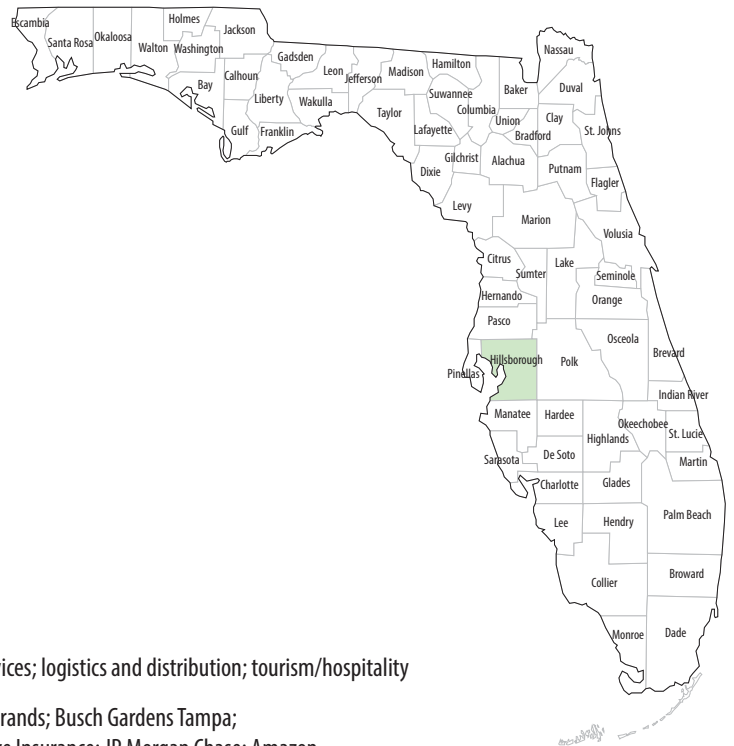 Escambia
Santa Rosa
Okaloosa
Walton
Holmes
Washington
Jackson
Bay
Calhoun
Gulf
Liberty
Franklin
Gadsden
Leon
Wakulla
Jefferson
Madison
Taylor
Hamilton
Suwannee
Lafayette
Columbia
Dixie
Gilchrist
Baker
Union
Bradford
Alachua
Nassau
Duval
Clay
St. Johns
Putnam
Flagler
Levy
Marion
Volusia
Citrus
Sumter
Lake
Seminole
Hernando
Orange
Pasco
Osceola
Brevard
Pinellas
Hillsborough
Polk
Indian River
Manatee
Hardee
Okeechobee
St. Lucie
Highlands
Sarasota
De Soto
Martin
Charlotte
Glades
Palm Beach
Lee
Hendry
Collier
Broward
Monroe
Dade
ices; logistics and distribution; tourism/hospitality
rands; Busch Gardens Tampa;